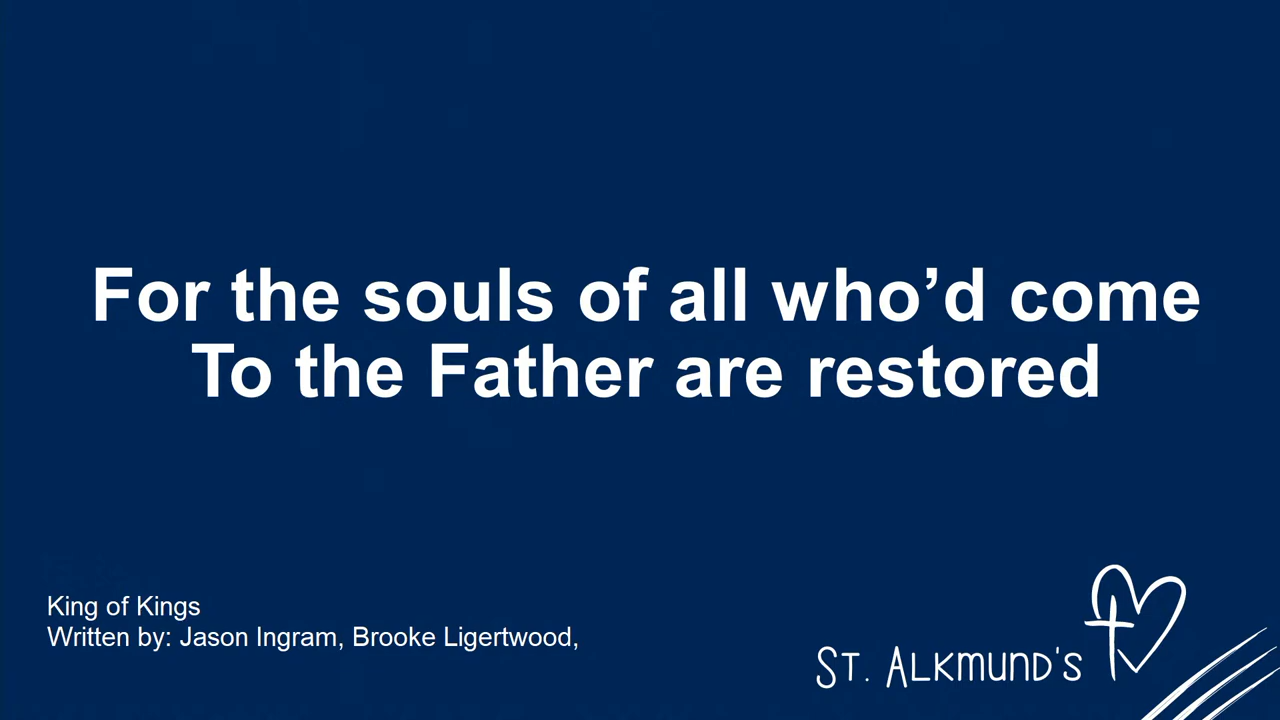 For the souls of all who’d come
To the Father are restored
King of Kings
Written by: Jason Ingram, Brooke Ligertwood,
St. Alkmund's